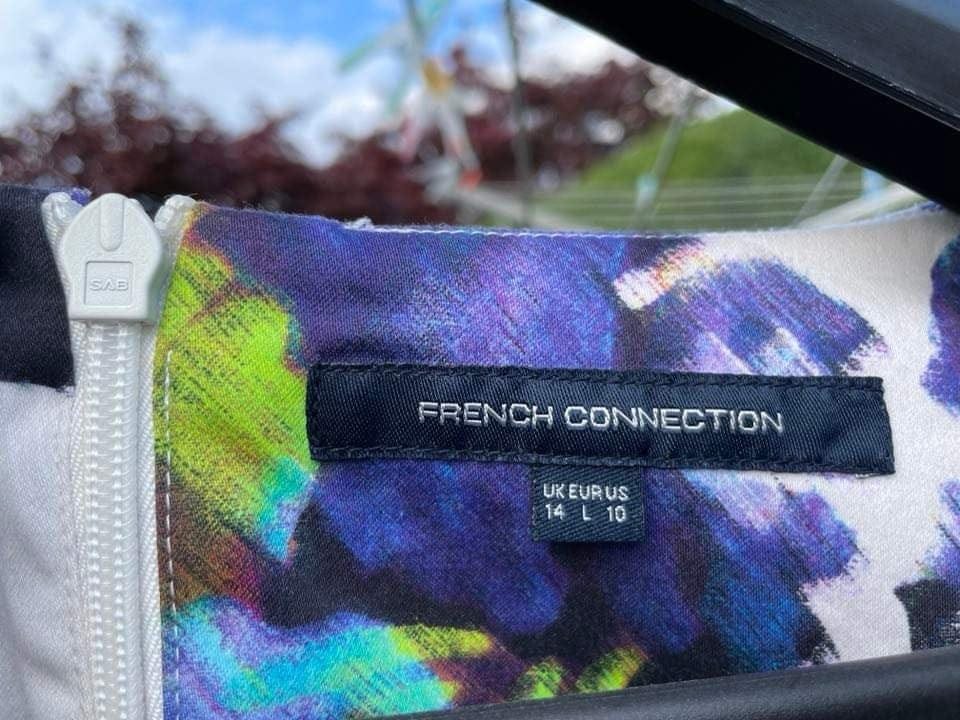 SAB
FRENCH CONNECTION
UK EUR US
14 L 10